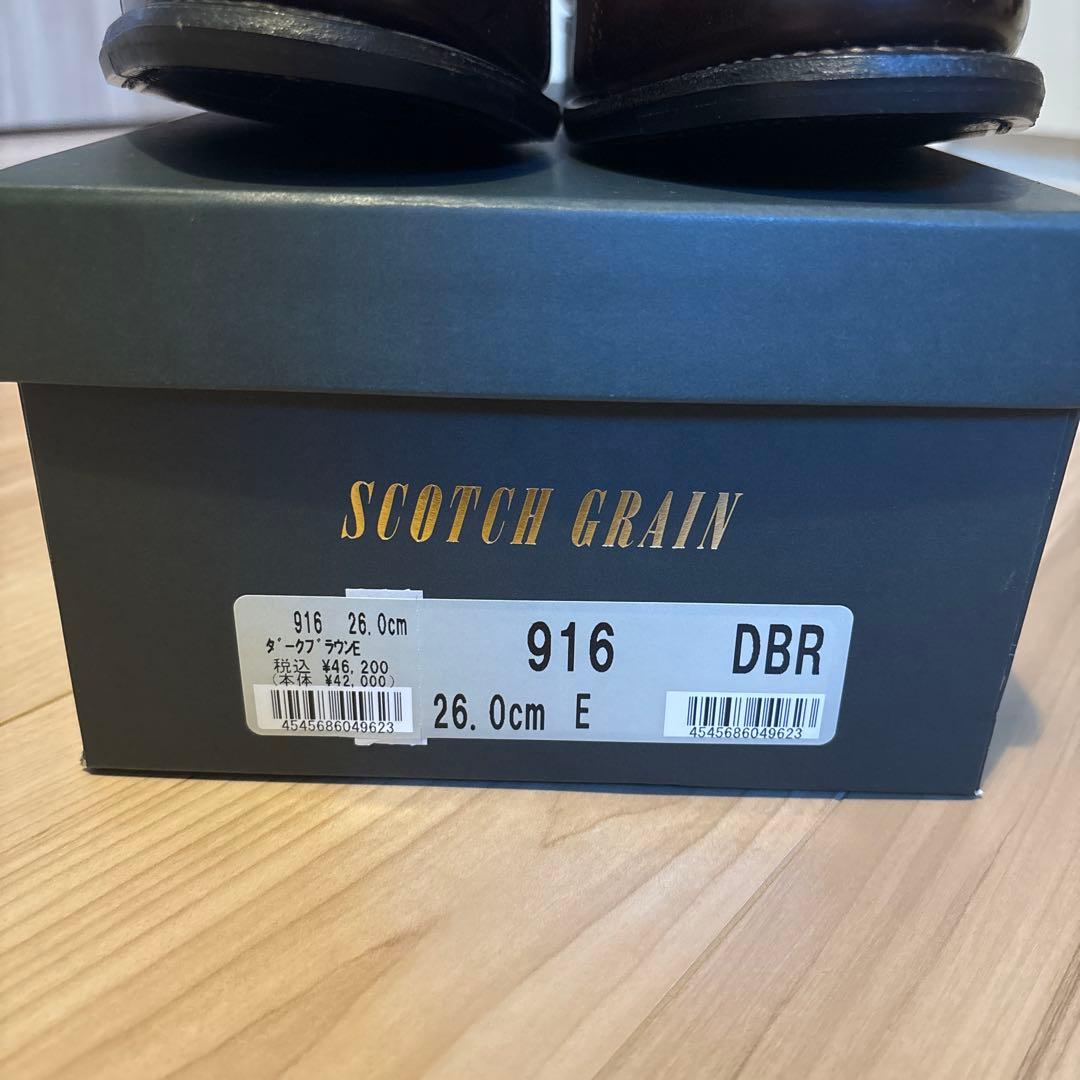 SCOTCH GRAIN
916 26.0cm
ダークブラウンE
税込 ¥46,200
(本体 ¥42,000)
4545686049623
916 DBR
26.0cm E
4545686049623